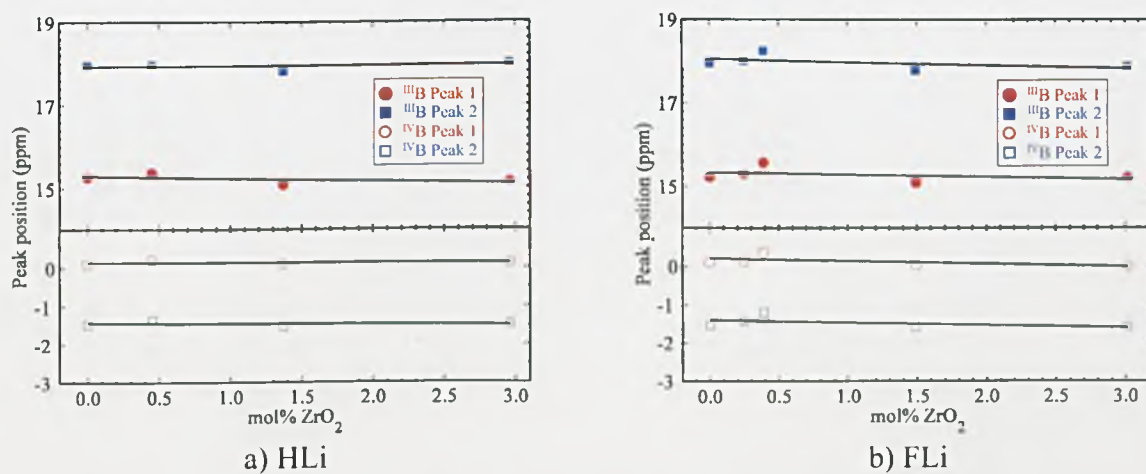 19
17
15
0
-1
-2
-3
Peak position (ppm)
ᴵᴵᴵB Peak 1
ᴵᴵᴵB Peak 2
ᴵⱽB Peak 1
ᴵⱽB Peak 2
0.0 0.5 1.0 1.5 2.0 2.5 3.0
mol% ZrO₂
a) HLi
19
17
15
0
-1
-2
-3
Peak position (ppm)
ᴵᴵᴵB Peak 1
ᴵᴵᴵB Peak 2
ᴵⱽB Peak 1
ᴵⱽB Peak 2
0.0 0.5 1.0 1.5 2.0 2.5 3.0
mol% ZrO₂
b) FLi